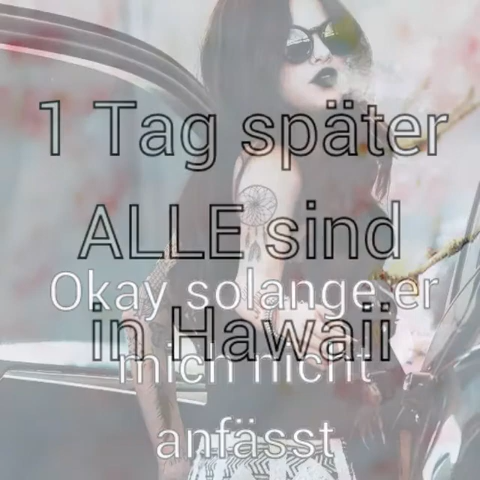 1 Tag später
ALLE sind
in Hawaii
Okay solange er
mich nicht
anfässt